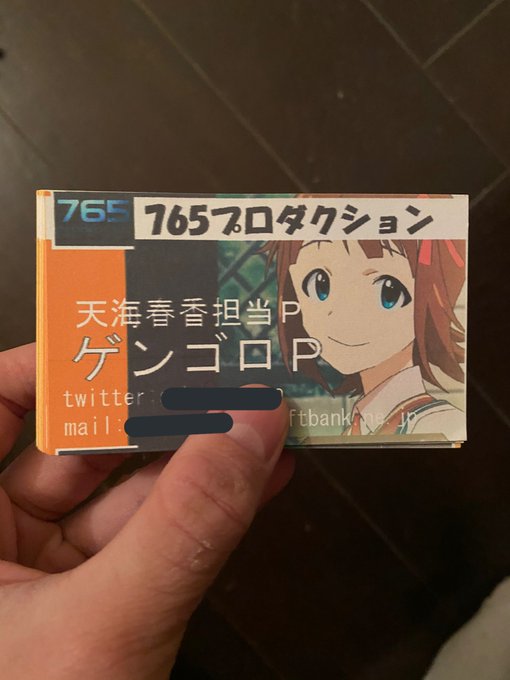 765
765プロダクション
天海春香担当P
ゲンゴロP
twitter:
mail: ftbank.ne.jp